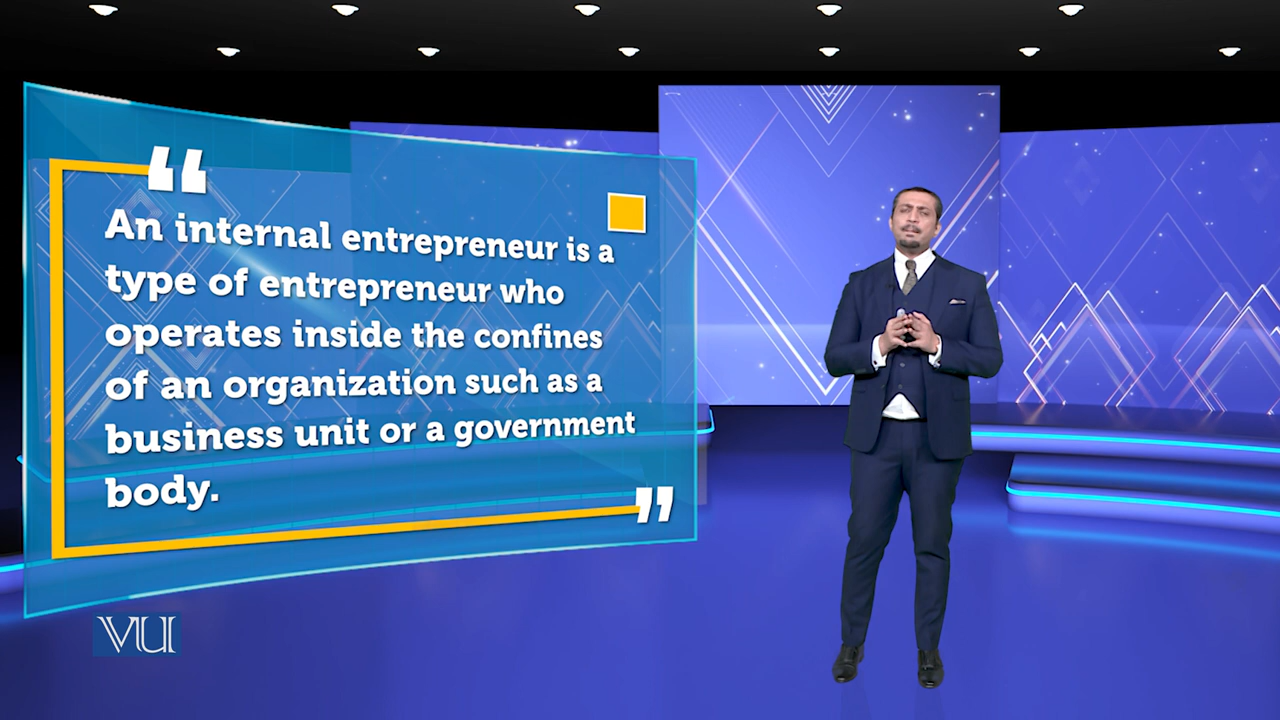 “
An internal entrepreneur is a
type of entrepreneur who
operates inside the confines
of an organization such as a
business unit or a government
body.
”
VU